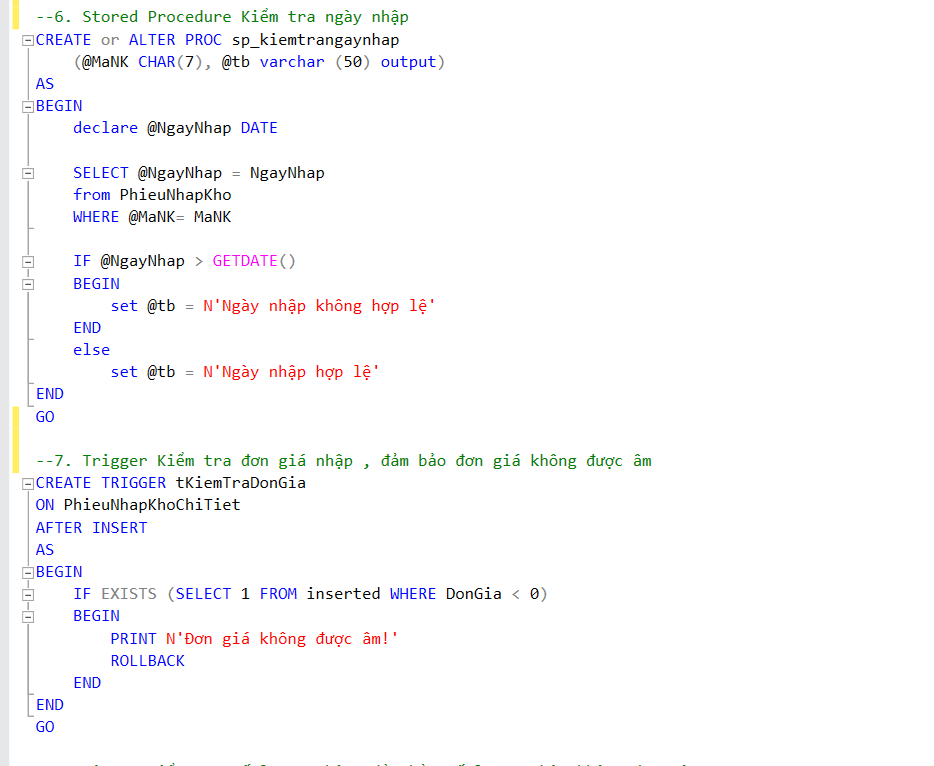 --6. Stored Procedure Kiểm tra ngày nhập
CREATE or ALTER PROC sp_kiemtrangaynhap
(@MaNK CHAR(7), @tb varchar (50) output)
AS
BEGIN
declare @NgayNhap DATE
SELECT @NgayNhap = NgayNhap
from PhieuNhapKho
WHERE @MaNK= MaNK
IF @NgayNhap > GETDATE()
BEGIN
set @tb = N'Ngày nhập không hợp lệ'
END
else
set @tb = N'Ngày nhập hợp lệ'
END
GO
--7. Trigger Kiểm tra đơn giá nhập , đảm bảo đơn giá không được âm
CREATE TRIGGER tKiemTraDonGia
ON PhieuNhapKhoChiTiet
AFTER INSERT
AS
BEGIN
IF EXISTS (SELECT 1 FROM inserted WHERE DonGia < 0)
BEGIN
PRINT N'Đơn giá không được âm!'
ROLLBACK
END
END
GO